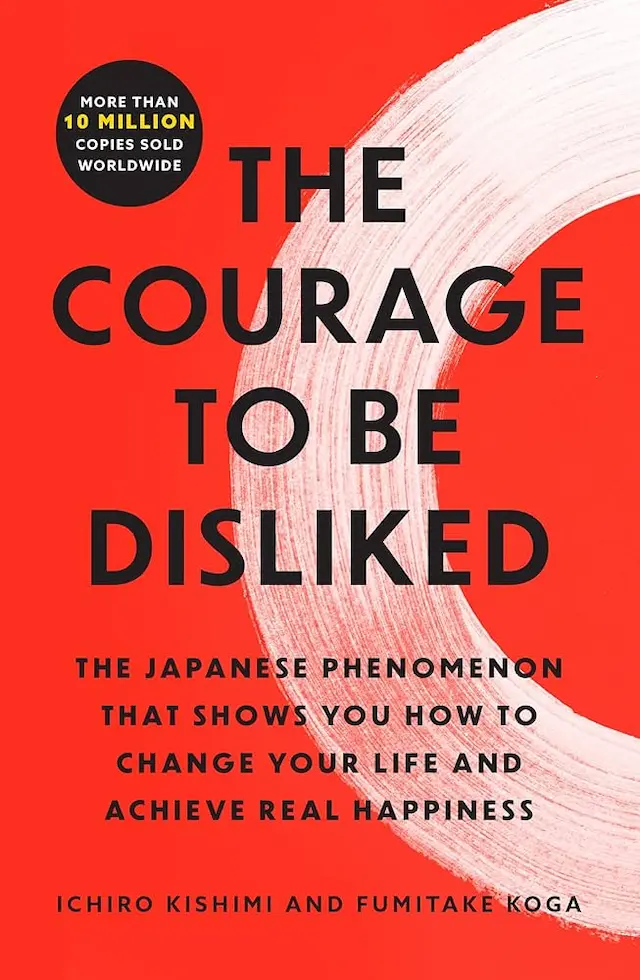 MORE THAN
10 MILLION
COPIES SOLD
WORLDWIDE
THE
COURAGE
TO BE
DISLIKED
THE JAPANESE PHENOMENON
THAT SHOWS YOU HOW TO
CHANGE YOUR LIFE AND
ACHIEVE REAL HAPPINESS
ICHIRO KISHIMI AND FUMITAKE KOGA